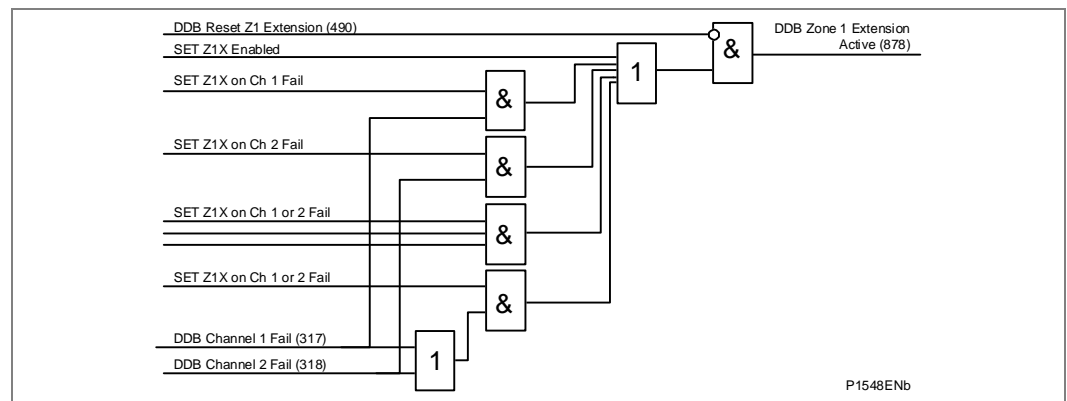 DDB Reset Z1 Extension (490)
SET Z1X Enabled
SET Z1X on Ch 1 Fail
SET Z1X on Ch 2 Fail
SET Z1X on Ch 1 or 2 Fail
SET Z1X on Ch 1 or 2 Fail
DDB Channel 1 Fail (317)
DDB Channel 2 Fail (318)
&
&
&
&
1
1
&
DDB Zone 1 Extension
Active (878)
P1548ENb